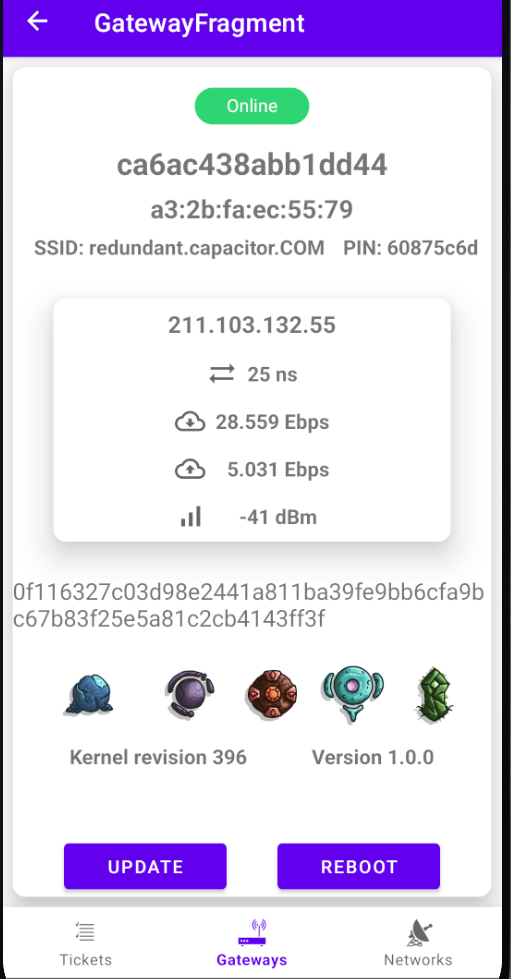 GatewayFragment
Online
ca6ac438abb1dd44
a3:2b:fa:ec:55:79
SSID: redundant.capacitor.COM PIN: 60875c6d
211.103.132.55
25 ns
28.559 Ebps
5.031 Ebps
-41 dBm
0f116327c03d98e2441a811ba39fe9bb6cfa9b
c67b83f25e5a81c2cb4143ff3f
Kernel revision 396 Version 1.0.0
UPDATE REBOOT
Tickets Gateways Networks